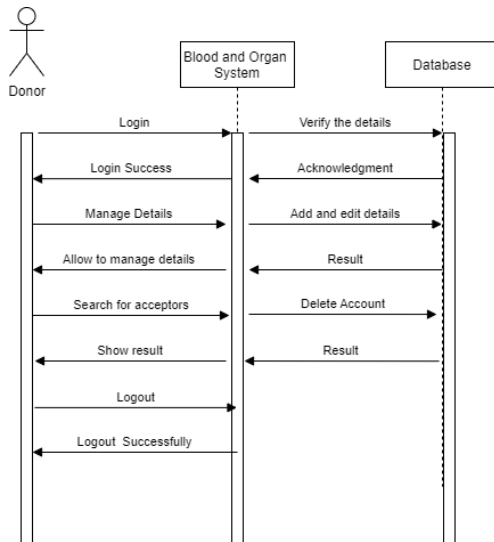 Blood and Organ
System
Database
Donor
Login
Verify the details
Login Success
Acknowledgment
Manage Details
Add and edit details
Allow to manage details
Result
Search for acceptors
Delete Account
Show result
Result
Logout
Logout  Successfully